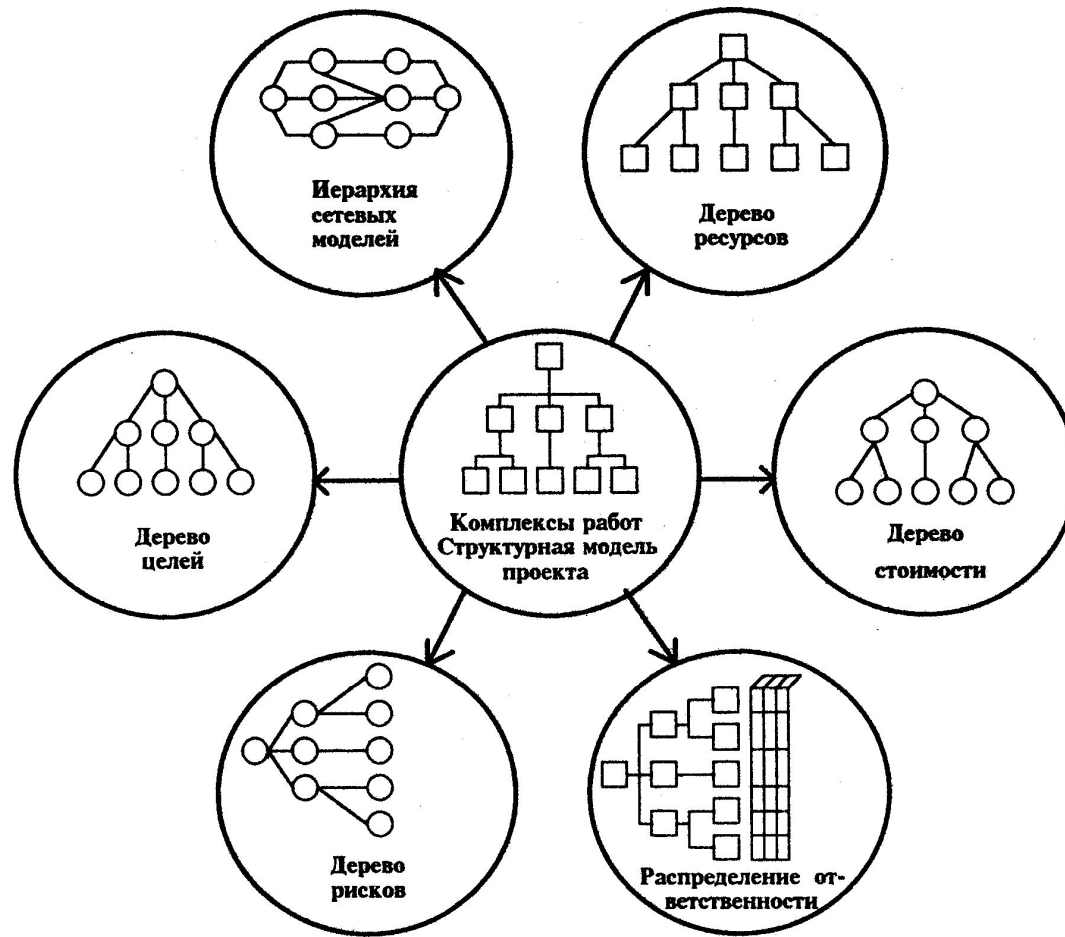 Иерархия
сетевых
моделей
Дерево
ресурсов
Дерево
целей
Комплексы работ
Структурная модель
проекта
Дерево
стоимости
Дерево
рисков
Распределение от-
ветственности